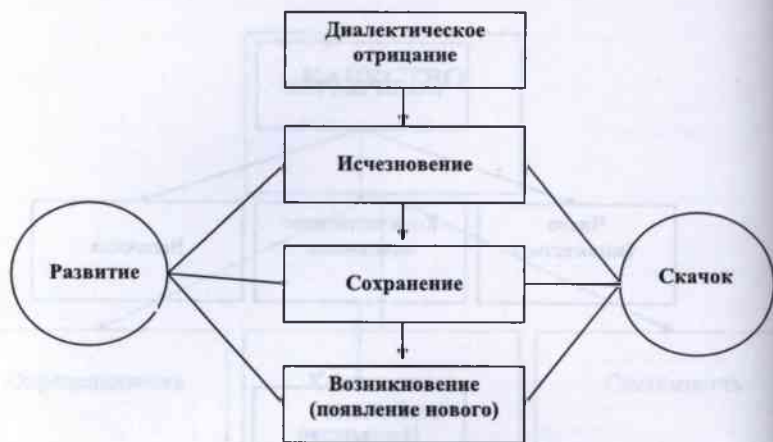 Диалектическое
отрицание
Исчезновение
Развитие
Сохранение
Скачок
Возникновение
(появление нового)